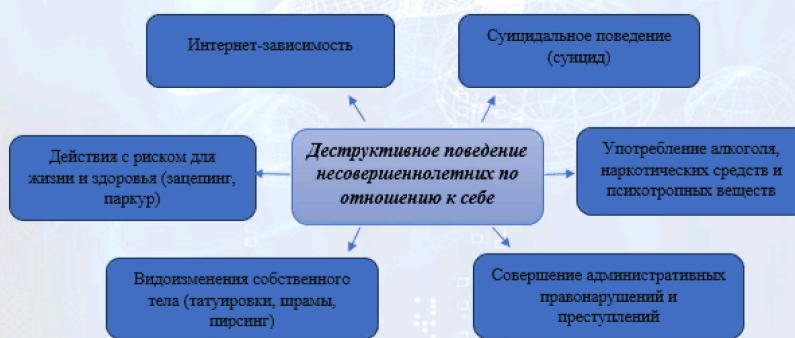 Интернет-зависимость
Суицидальное поведение
(суицид)
Действия с риском для
жизни и здоровья (зацепинг,
паркур)
Деструктивное поведение
несовершеннолетних по
отношению к себе
Употребление алкоголя,
наркотических средств и
психотропных веществ
Видоизменения собственного
тела (татуировки, шрамы,
пирсинг)
Совершение административных
правонарушений и
преступлений